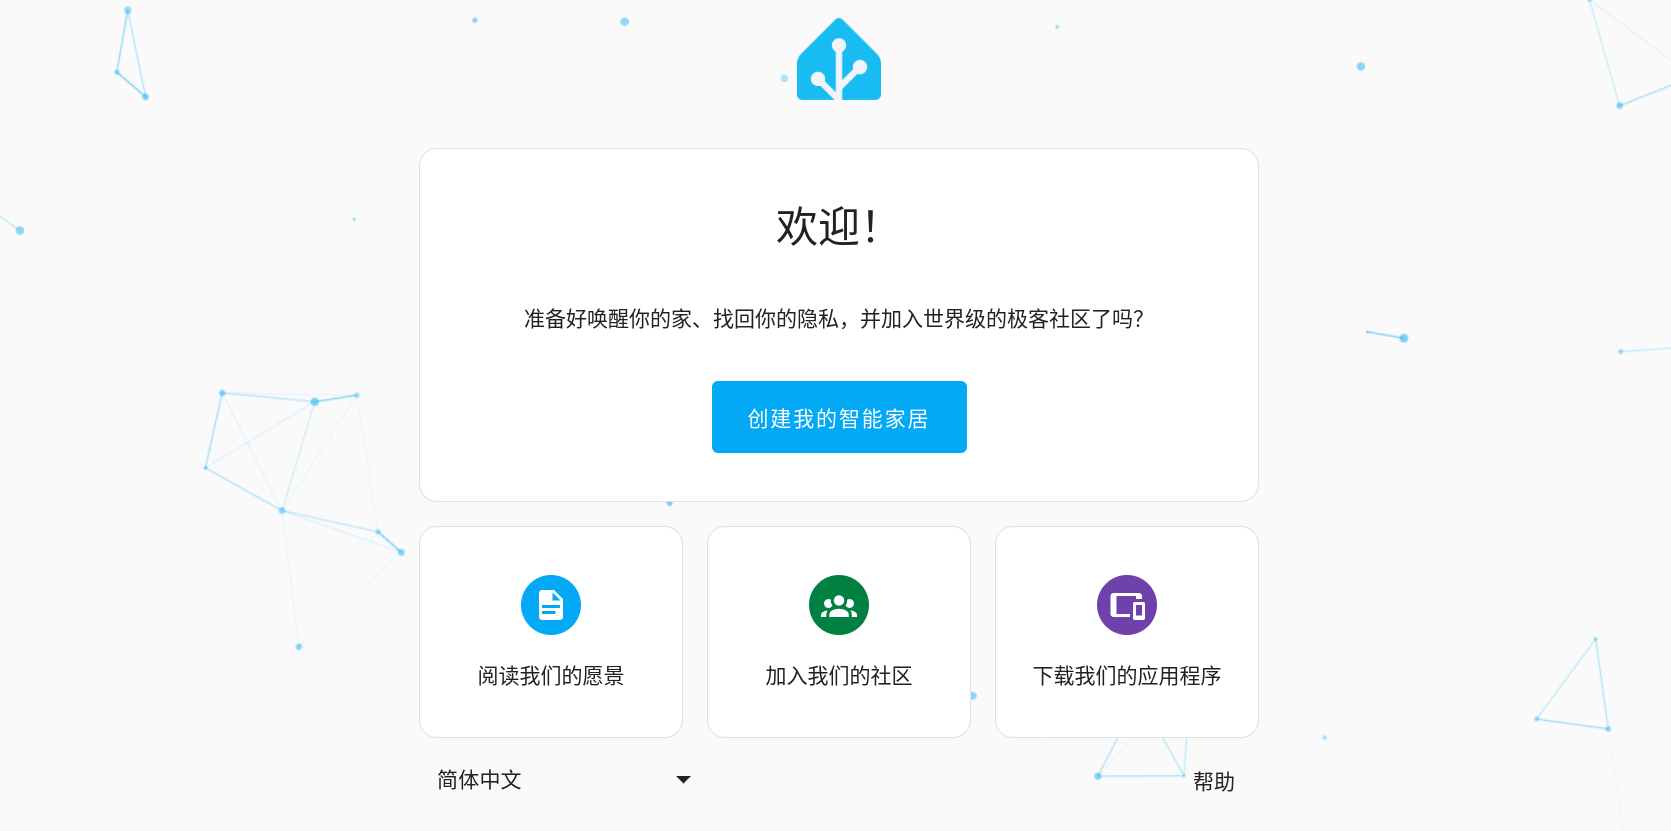 欢迎！
准备好唤醒你的家、找回你的隐私，并加入世界级的极客社区了吗？
创建我的智能家居
阅读我们的愿景
加入我们的社区
下载我们的应用程序
简体中文
帮助